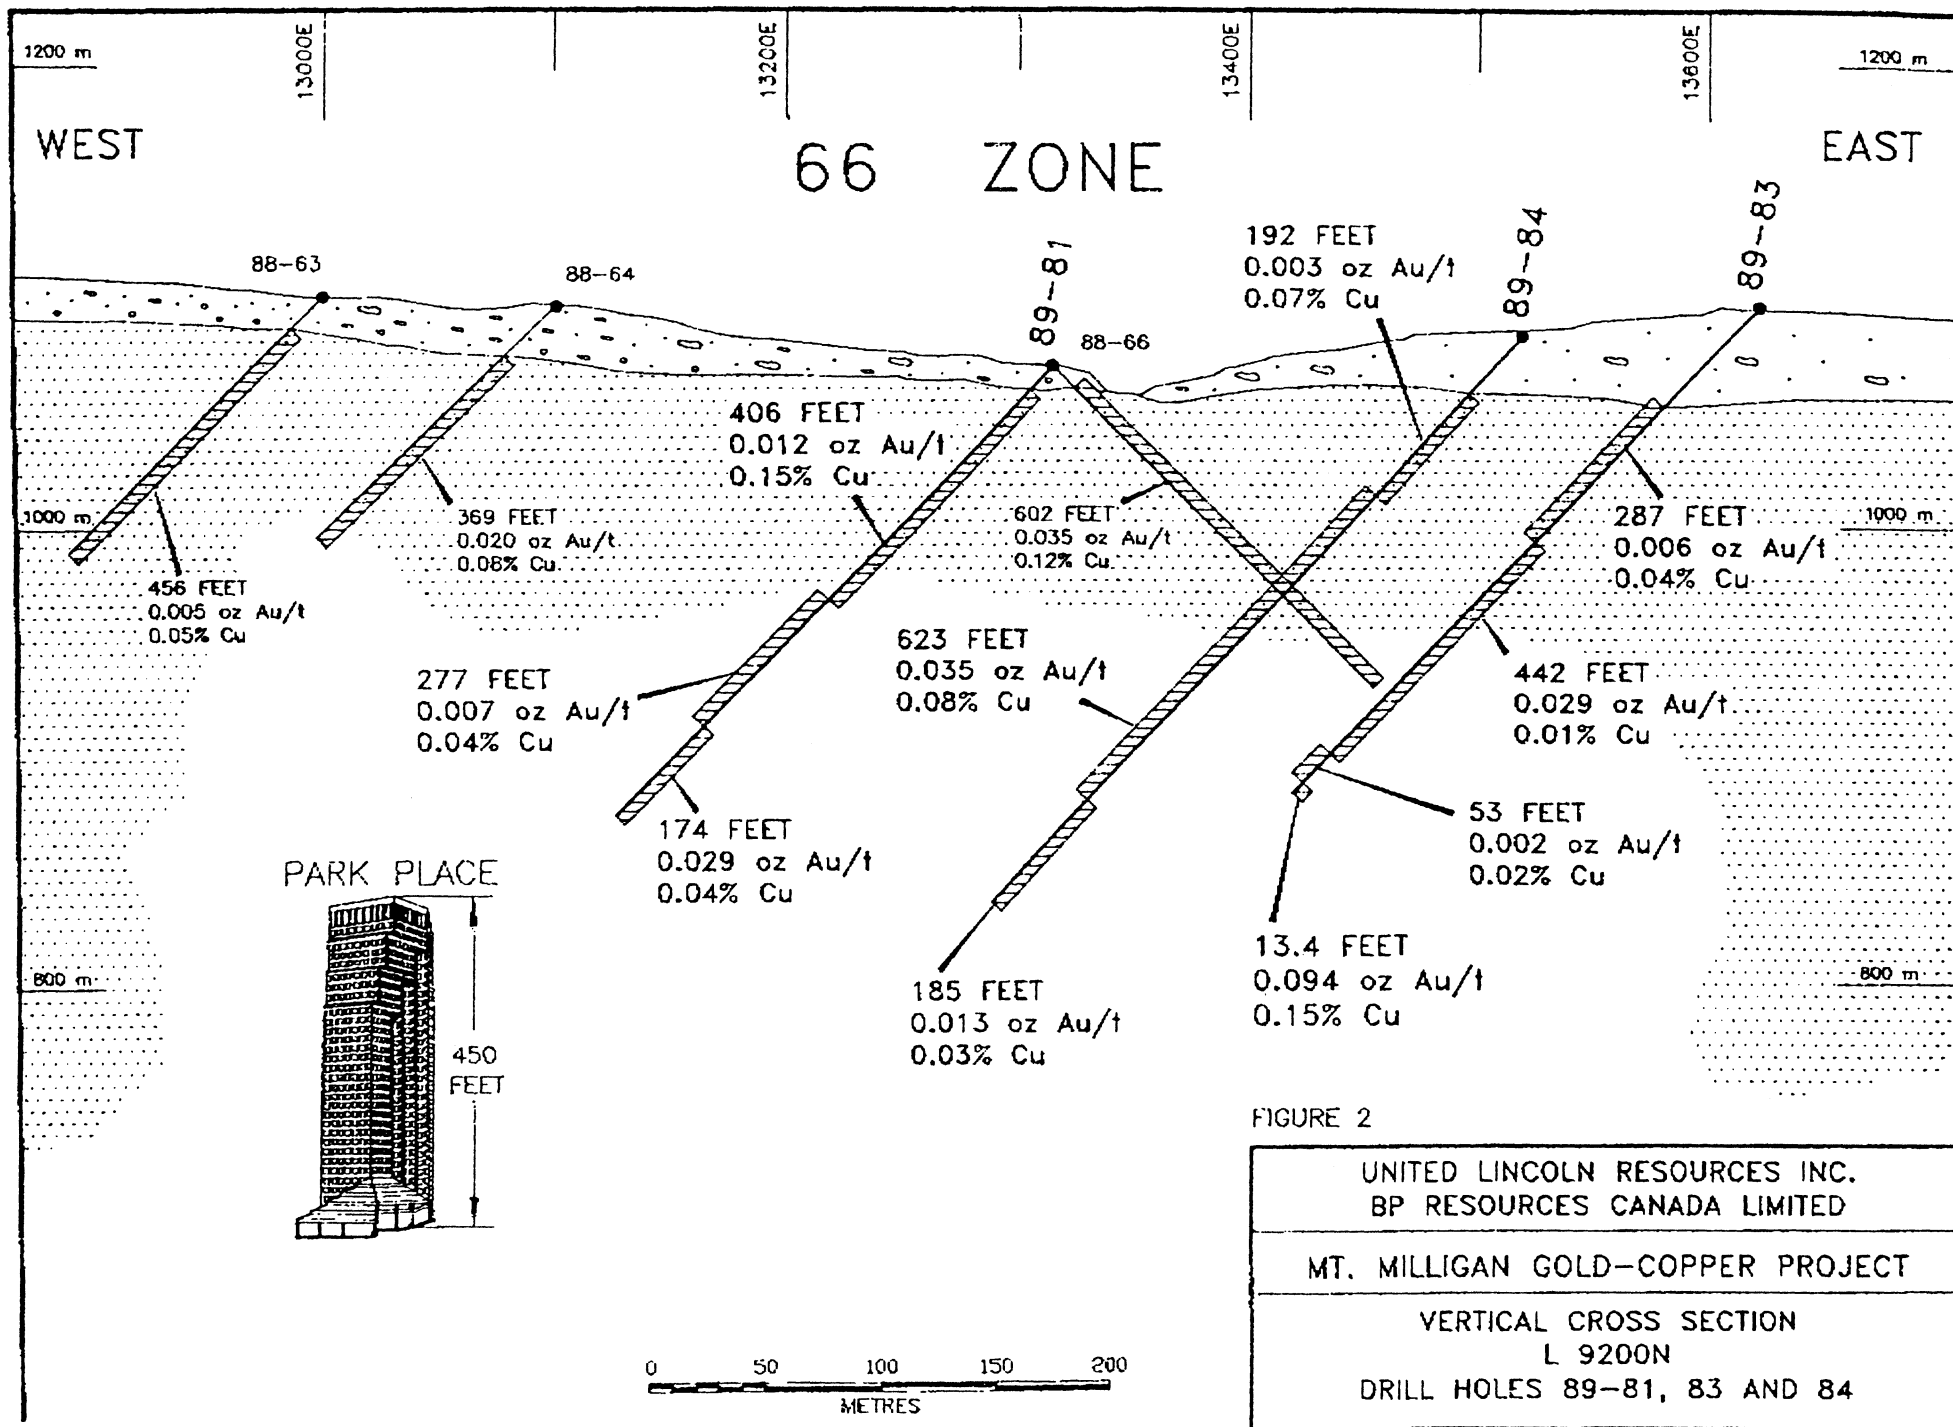 13000E
13200E
13400E
13600E
1200 m
1200 m
WEST
66 ZONE
EAST
88-63
88-64
89-81
88-66
89-84
89-83
192 FEET
0.003 oz Au/t
0.07% Cu
406 FEET
0.012 oz Au/t
0.15% Cu
1000 m
1000 m
369 FEET
0.020 oz Au/t
0.08% Cu
602 FEET
0.035 oz Au/t
0.12% Cu
287 FEET
0.006 oz Au/t
0.04% Cu
456 FEET
0.005 oz Au/t
0.05% Cu
277 FEET
0.007 oz Au/t
0.04% Cu
623 FEET
0.035 oz Au/t
0.08% Cu
442 FEET
0.029 oz Au/t
0.01% Cu
174 FEET
0.029 oz Au/t
0.04% Cu
53 FEET
0.002 oz Au/t
0.02% Cu
PARK PLACE
450
FEET
800 m
800 m
185 FEET
0.013 oz Au/t
0.03% Cu
13.4 FEET
0.094 oz Au/t
0.15% Cu
FIGURE 2
UNITED LINCOLN RESOURCES INC.
BP RESOURCES CANADA LIMITED
MT. MILLIGAN GOLD-COPPER PROJECT
VERTICAL CROSS SECTION
L 9200N
DRILL HOLES 89-81, 83 AND 84
0 50 100 150 200
METRES